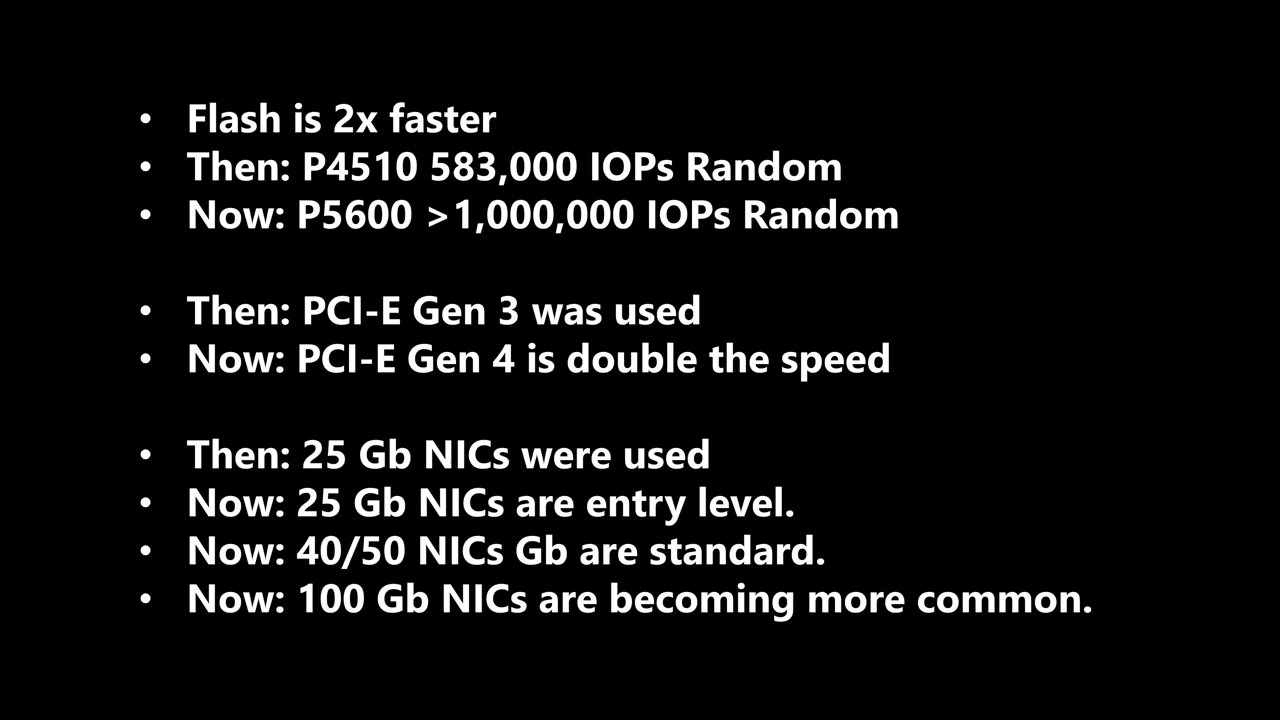 • Flash is 2x faster
• Then: P4510 583,000 IOPs Random
• Now: P5600 >1,000,000 IOPs Random
• Then: PCI-E Gen 3 was used
• Now: PCI-E Gen 4 is double the speed
• Then: 25 Gb NICs were used
• Now: 25 Gb NICs are entry level.
• Now: 40/50 NICs Gb are standard.
• Now: 100 Gb NICs are becoming more common.